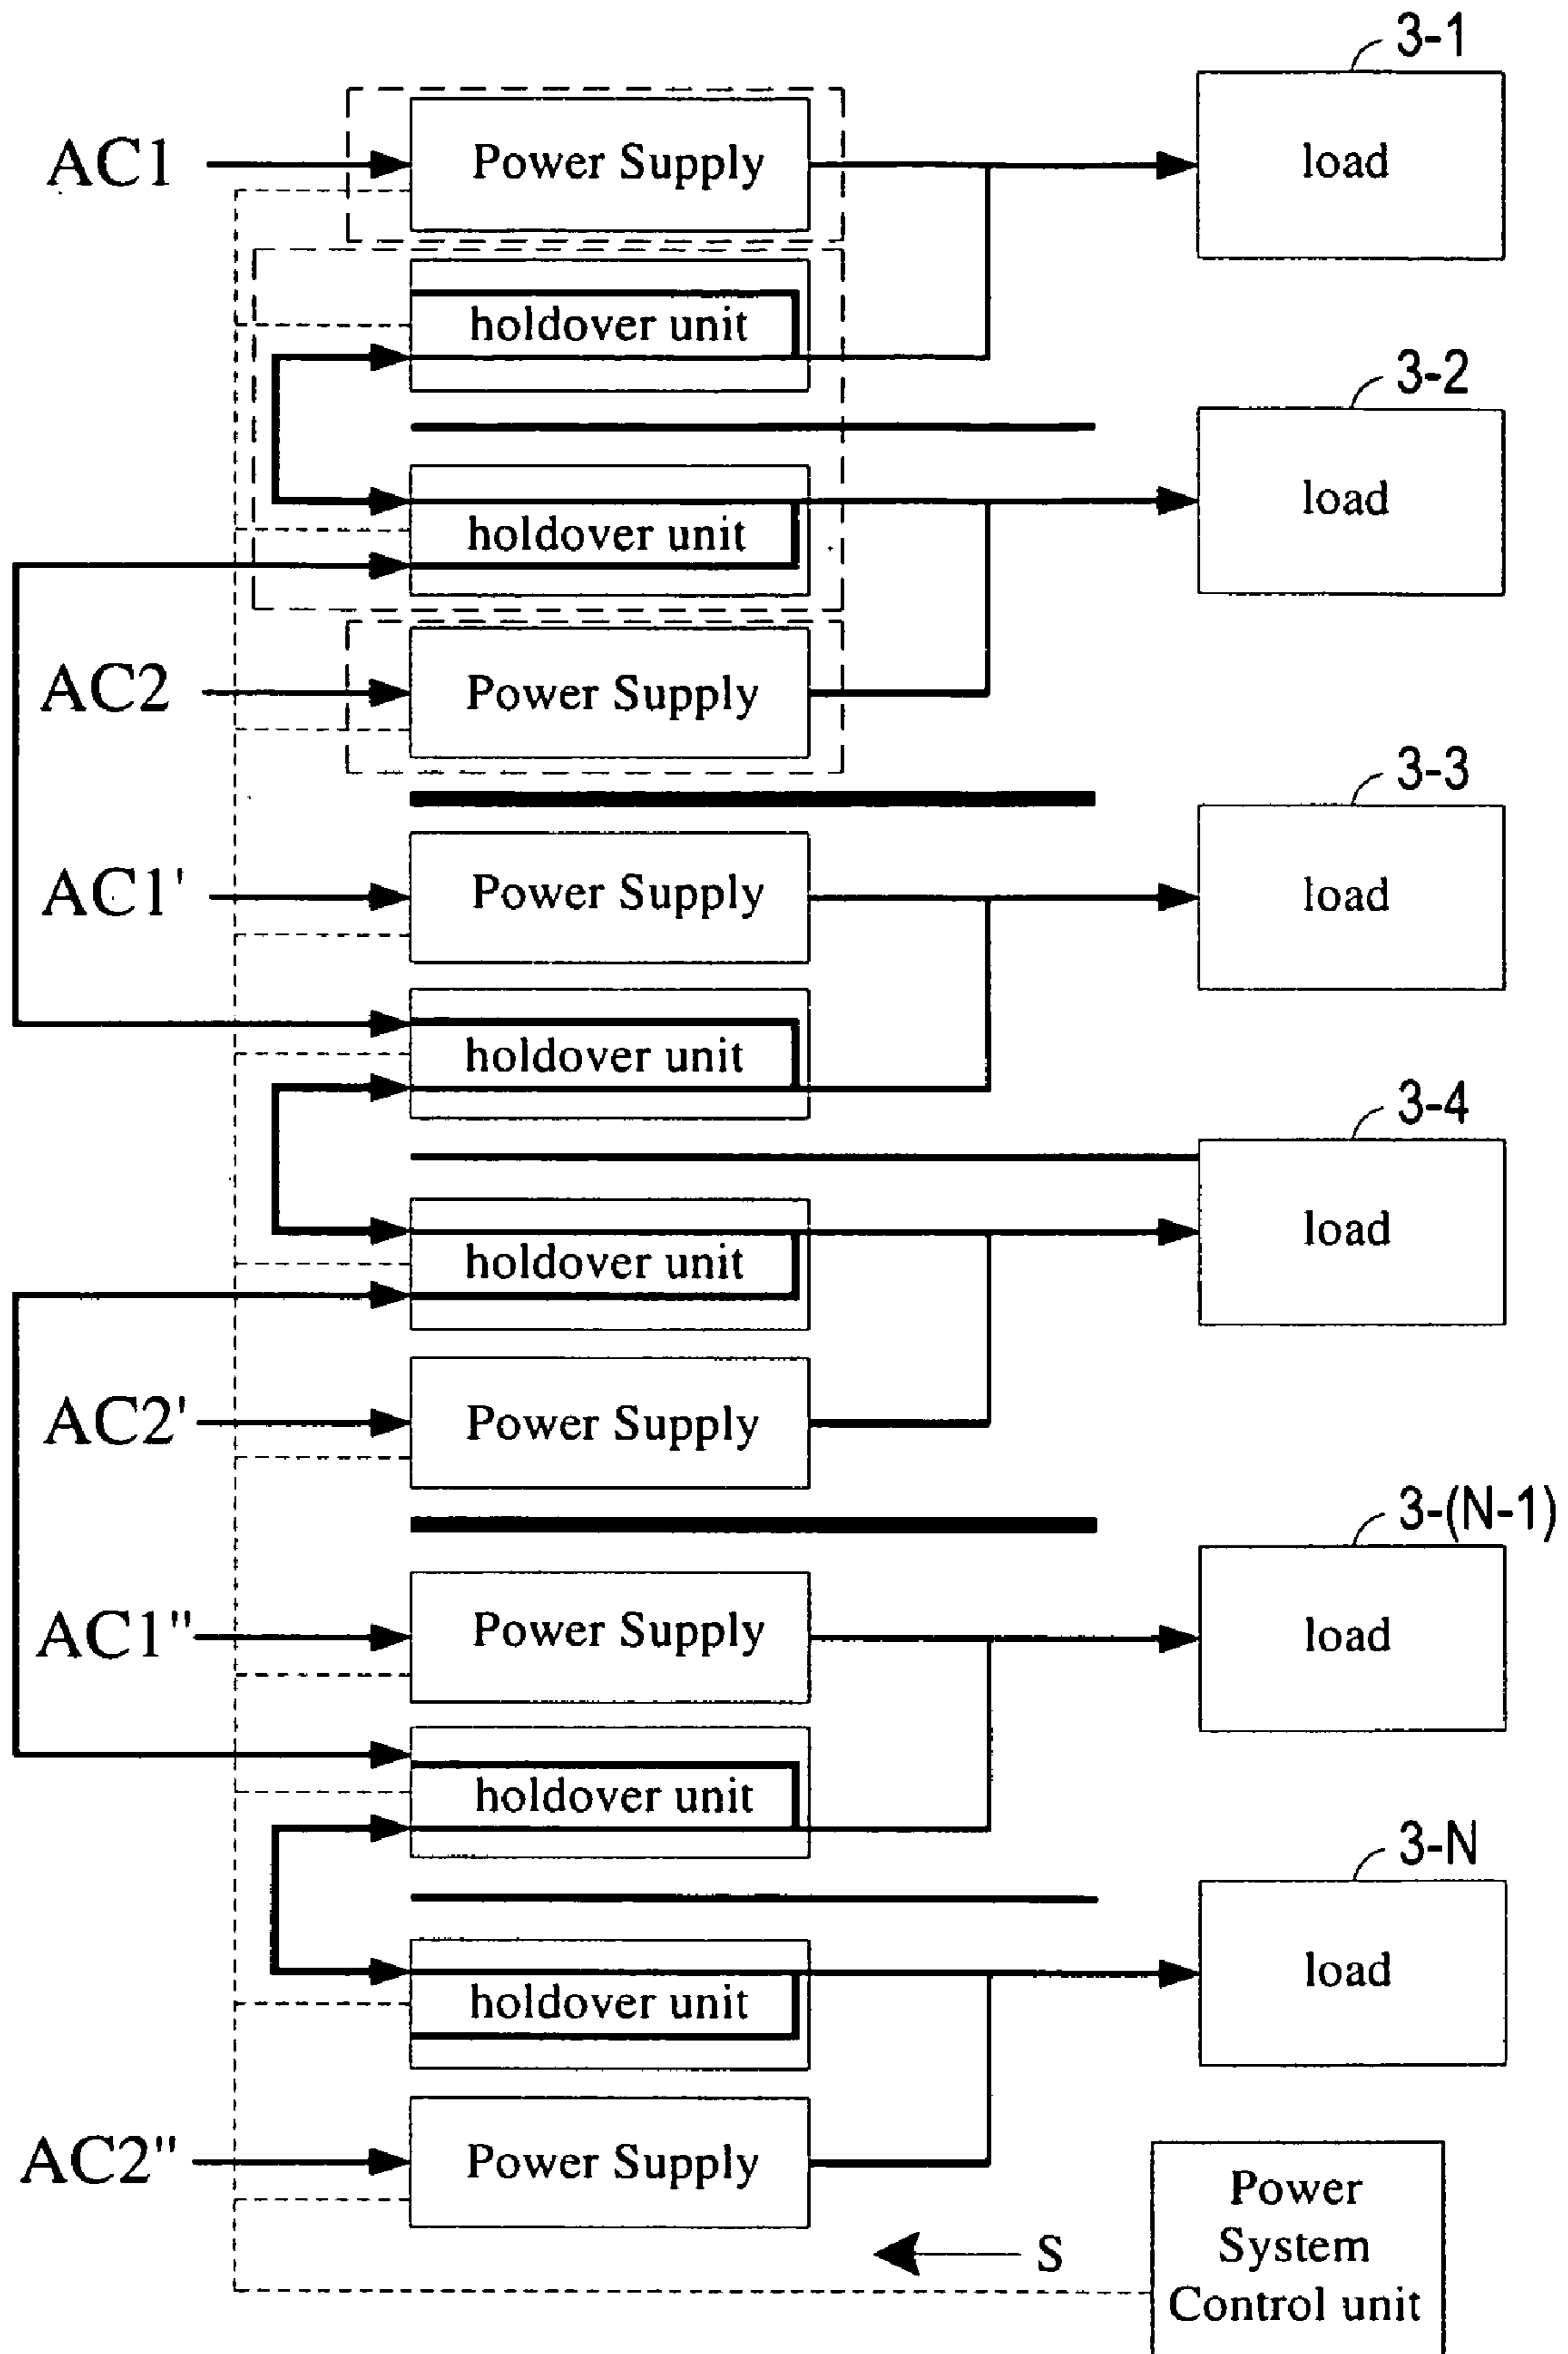 3-1
AC1
Power Supply
load
holdover unit
3-2
load
holdover unit
AC2
Power Supply
3-3
AC1'
Power Supply
load
holdover unit
3-4
load
holdover unit
AC2'
Power Supply
3-(N-1)
AC1"
Power Supply
load
holdover unit
3-N
load
holdover unit
AC2"
Power Supply
S
Power
System
Control unit